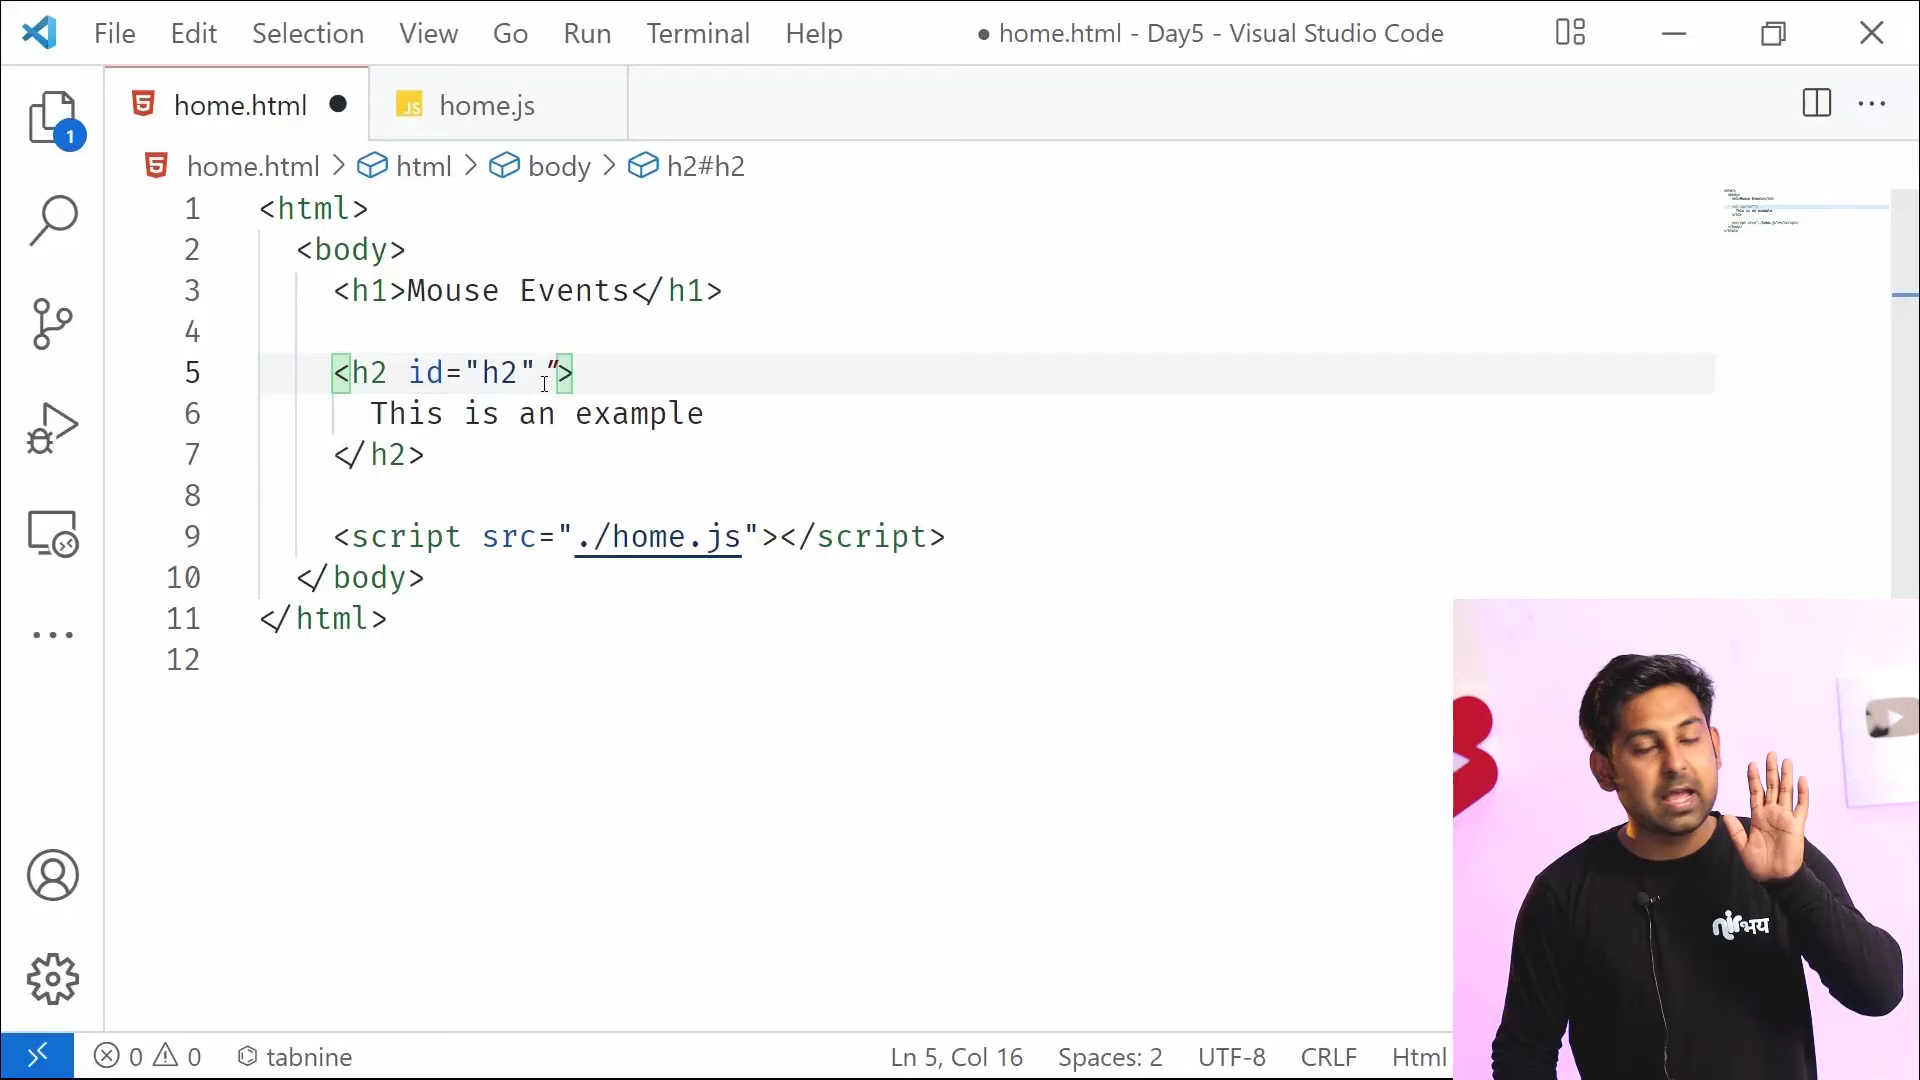 File Edit Selection View Go Run Terminal Help ● home.html - Day5 - Visual Studio Code
home.html ● JS home.js
home.html > html > body > h2#h2
1 <html>
2 <body>
3 <h1>Mouse Events</h1>
4
5 <h2 id="h2" ">
6 This is an example
7 </h2>
8
9 <script src="./home.js"></script>
10 </body>
11 </html>
12
1
nirभय
0 0 tabnine Ln 5, Col 16 Spaces: 2 UTF-8 CRLF Html